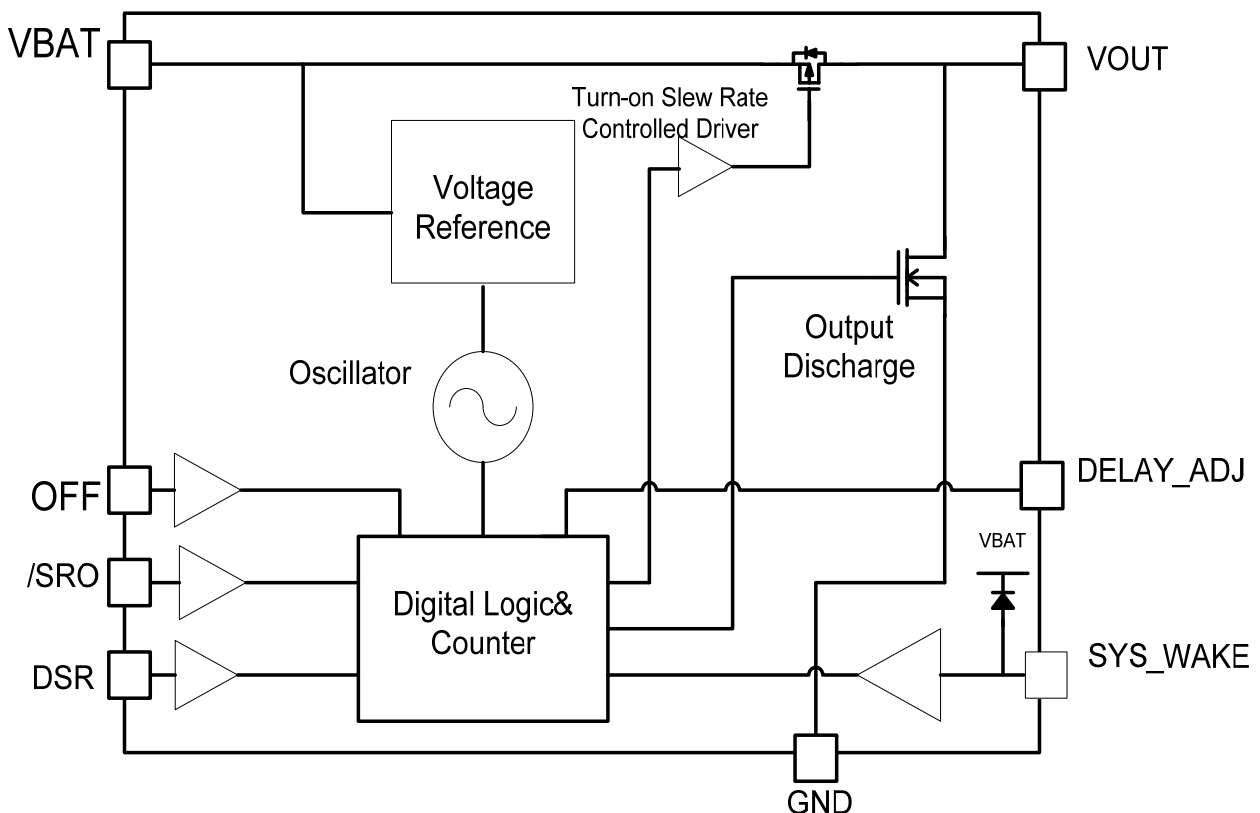 VBAT
VOUT
Turn-on Slew Rate
Controlled Driver
Voltage
Reference
Output
Discharge
Oscillator
OFF
DELAY_ADJ
/SRO
VBAT
Digital Logic&
Counter
DSR
SYS_WAKE
GND